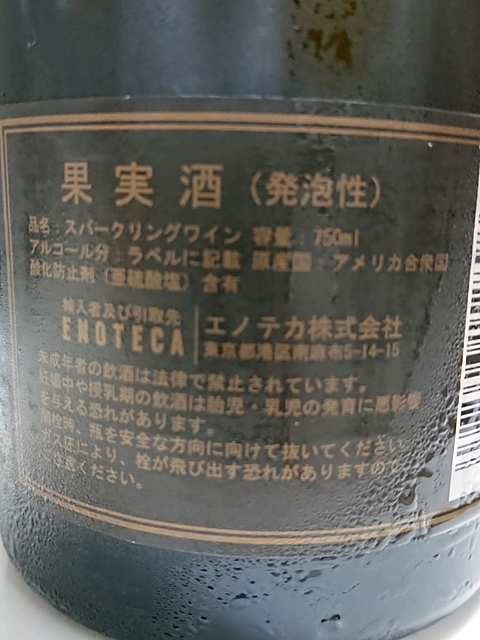 果実酒（発泡性）
品名：スパークリングワイン 容量：750ml
アルコール分：ラベルに記載 原産国：アメリカ合衆国
酸化防止剤（亜硫酸塩）含有
輸入者及び引取先
ENOTECA
エノテカ株式会社
東京都港区南麻布5-14-15
未成年者の飲酒は法律で禁止されています。
妊娠中や授乳期の飲酒は胎児・乳児の発育に悪影響
を与える恐れがあります。
開栓時、瓶を安全な方向に向けて抜いてください。
ガス圧により、栓が飛び出す恐れがありますので
ご注意ください。